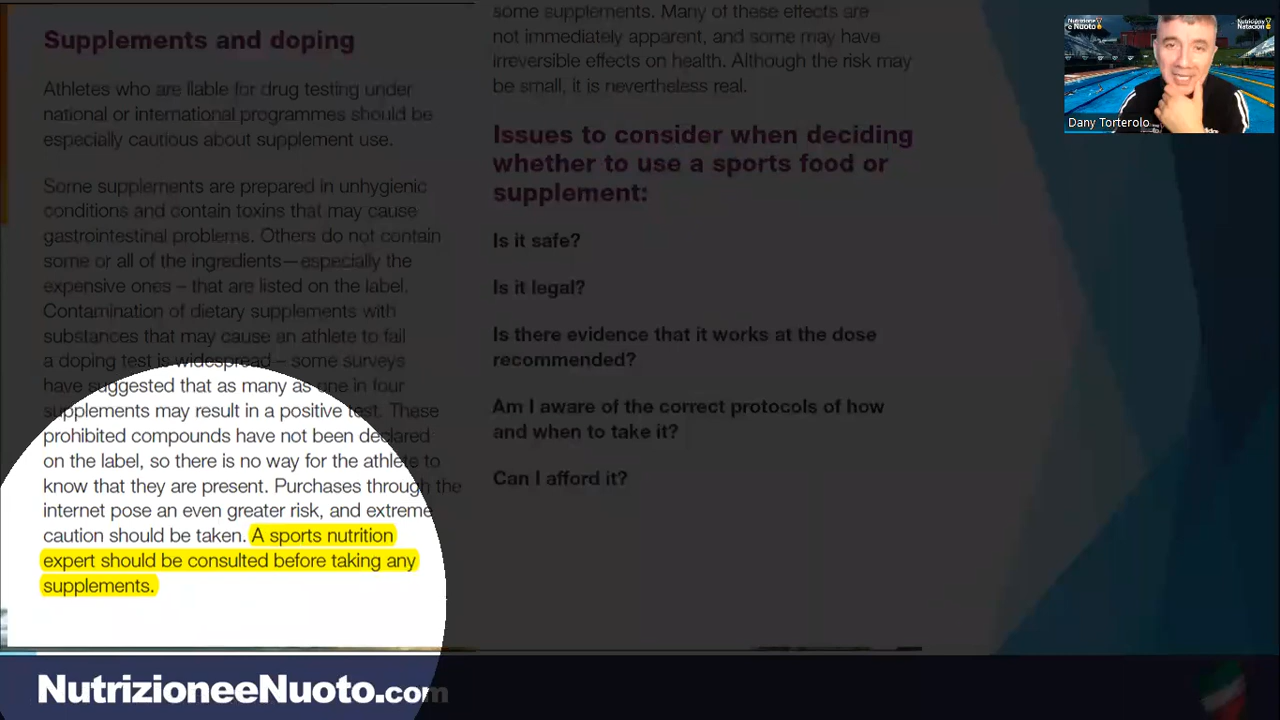 Supplements and doping
Athletes who are liable for drug testing under
national or international programmes should be
especially cautious about supplement use.
Some supplements are prepared in unhygienic
conditions and contain toxins that may cause
gastrointestinal problems. Others do not contain
some or all of the ingredients – especially the
expensive ones – that are listed on the label.
Contamination of dietary supplements with
substances that may cause an athlete to fail
a doping test is widespread – some surveys
have suggested that as many as one in four
supplements may result in a positive test. These
prohibited compounds have not been declared
on the label, so there is no way for the athlete to
know that they are present. Purchases through the
internet pose an even greater risk, and extreme
caution should be taken. A sports nutrition
expert should be consulted before taking any
supplements.
some supplements. Many of these effects are
not immediately apparent, and some may have
irreversible effects on health. Although the risk may
be small, it is nevertheless real.
Issues to consider when deciding
whether to use a sports food or
supplement:
Is it safe?
Is it legal?
Is there evidence that it works at the dose
recommended?
Am I aware of the correct protocols of how
and when to take it?
Can I afford it?
Nutrizione
e Nuoto
Nutrición y
Natación
Dany Torterolo
NutrizioneeNuoto.com